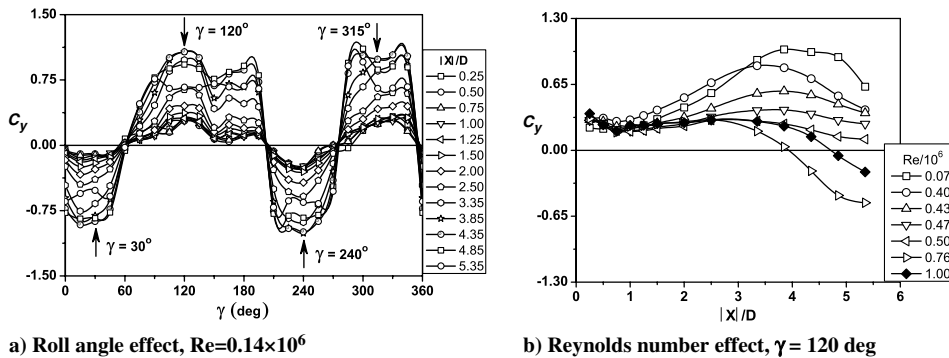 1.50
0.75
0.00
-0.75
-1.50
Cy
γ = 120°
315° = γ
γ = 30°
γ = 240°
0 60 120 180 240 300 360
γ (deg)
|X|/D
0.25
0.50
0.75
1.00
1.25
1.50
2.00
2.50
3.35
3.85
4.35
4.85
5.35
a) Roll angle effect, Re=0.14×10⁶
1.30
0.65
0.00
-0.65
-1.30
Cy
0 1 2 3 4 5 6
|X|/D
Re/10⁶
0.07
0.40
0.43
0.47
0.50
0.76
1.00
b) Reynolds number effect, γ = 120 deg